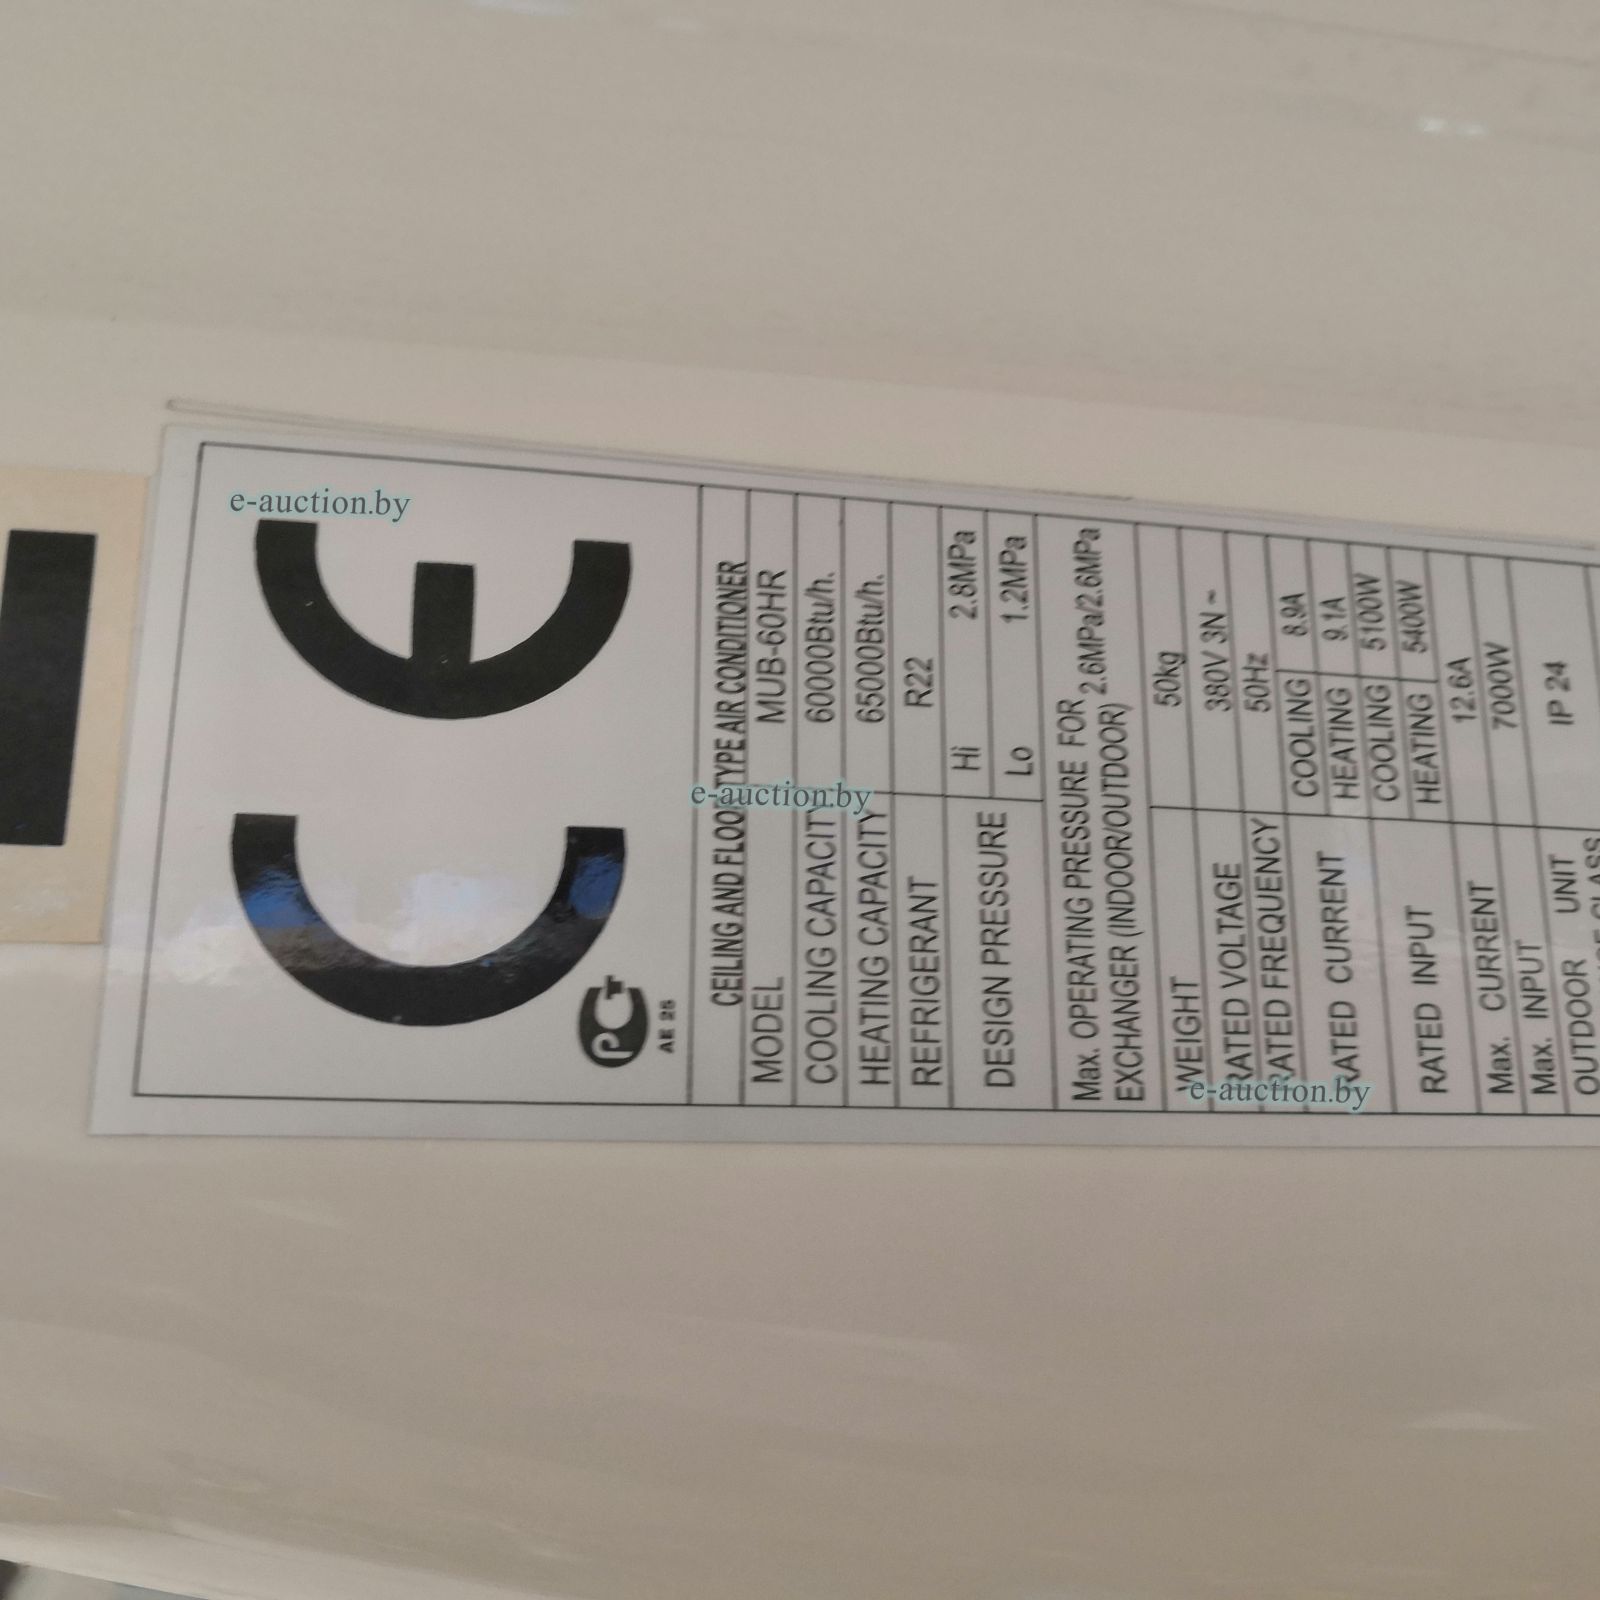 e-auction.by
CE
РСТ
AE 25
CEILING AND FLOOR TYPE AIR CONDITIONER
MODEL MUB-60HR
COOLING CAPACITY 60000Btu/h.
HEATING CAPACITY 65000Btu/h.
e-auction.by
REFRIGERANT R22
DESIGN PRESSURE Hi 2.8MPa
Lo 1.2MPa
Max. OPERATING PRESSURE FOR
EXCHANGER (INDOOR/OUTDOOR) 2.6MPa/2.6MPa
WEIGHT 50kg
RATED VOLTAGE 380V 3N ~
RATED FREQUENCY 50Hz
RATED CURRENT COOLING 8.9A
HEATING 9.1A
e-auction.by
RATED INPUT COOLING 5100W
HEATING 5400W
Max. CURRENT 12.6A
Max. INPUT 7000W
OUTDOOR UNIT IP 24